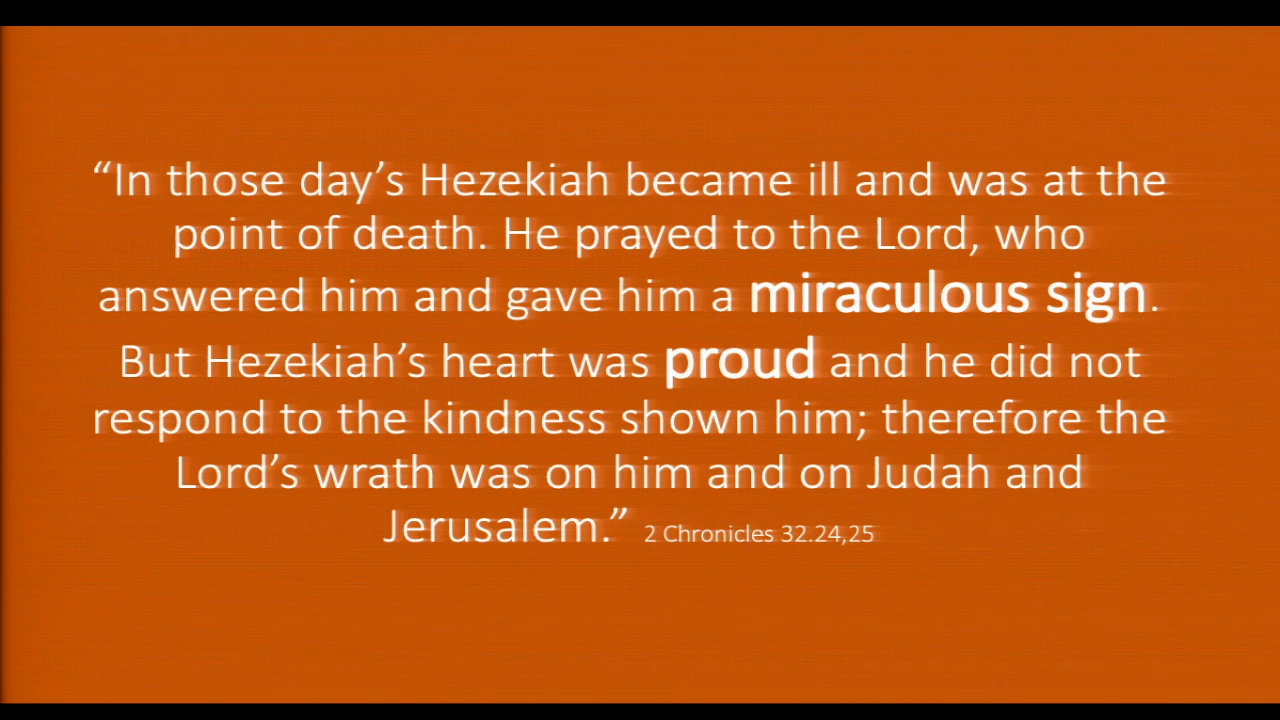 “In those day’s Hezekiah became ill and was at the
point of death. He prayed to the Lord, who
answered him and gave him a miraculous sign.
But Hezekiah’s heart was proud and he did not
respond to the kindness shown him; therefore the
Lord’s wrath was on him and on Judah and
Jerusalem.” 2 Chronicles 32.24,25